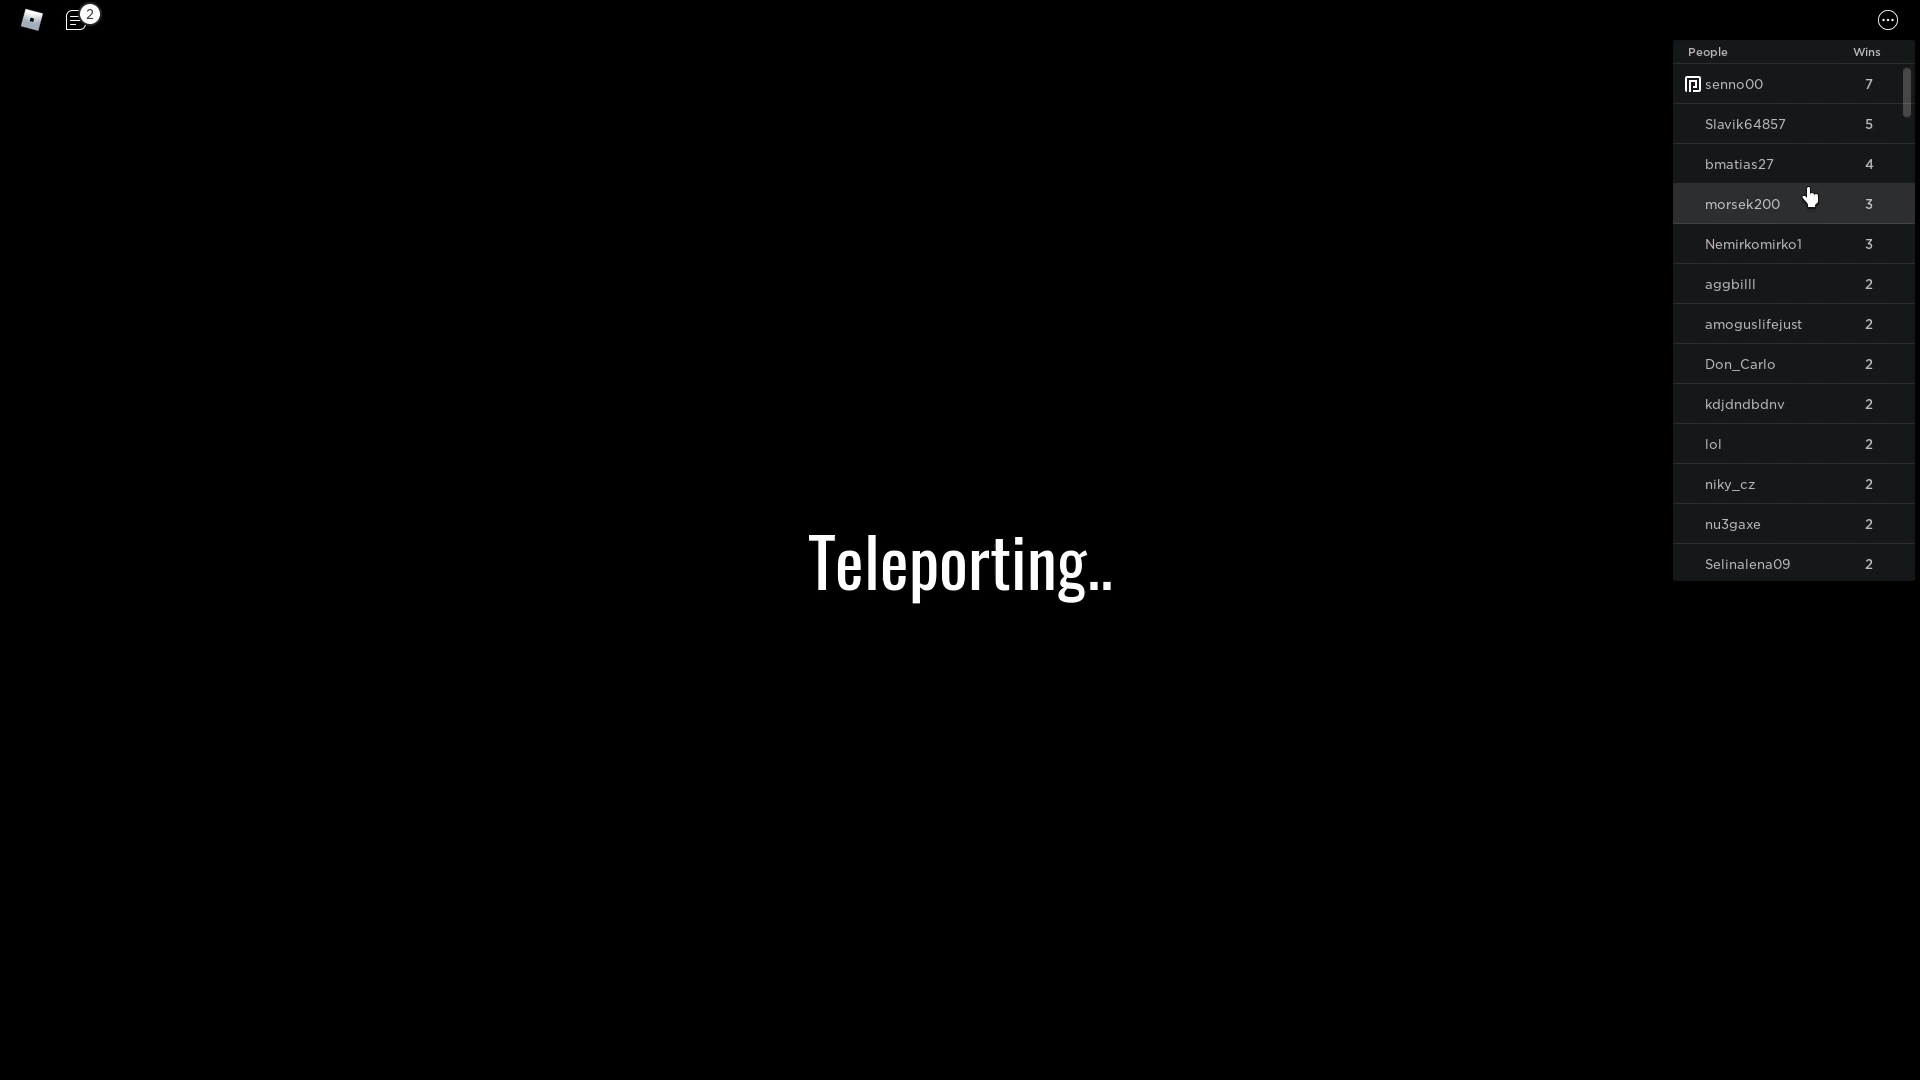 2
People Wins
senno00 7
Slavik64857 5
bmatias27 4
morsek200 3
Nemirkomirko1 3
aggbilll 2
amoguslifejust 2
Don_Carlo 2
kdjdndbdnv 2
lol 2
niky_cz 2
nu3gaxe 2
Selinalena09 2
Teleporting..